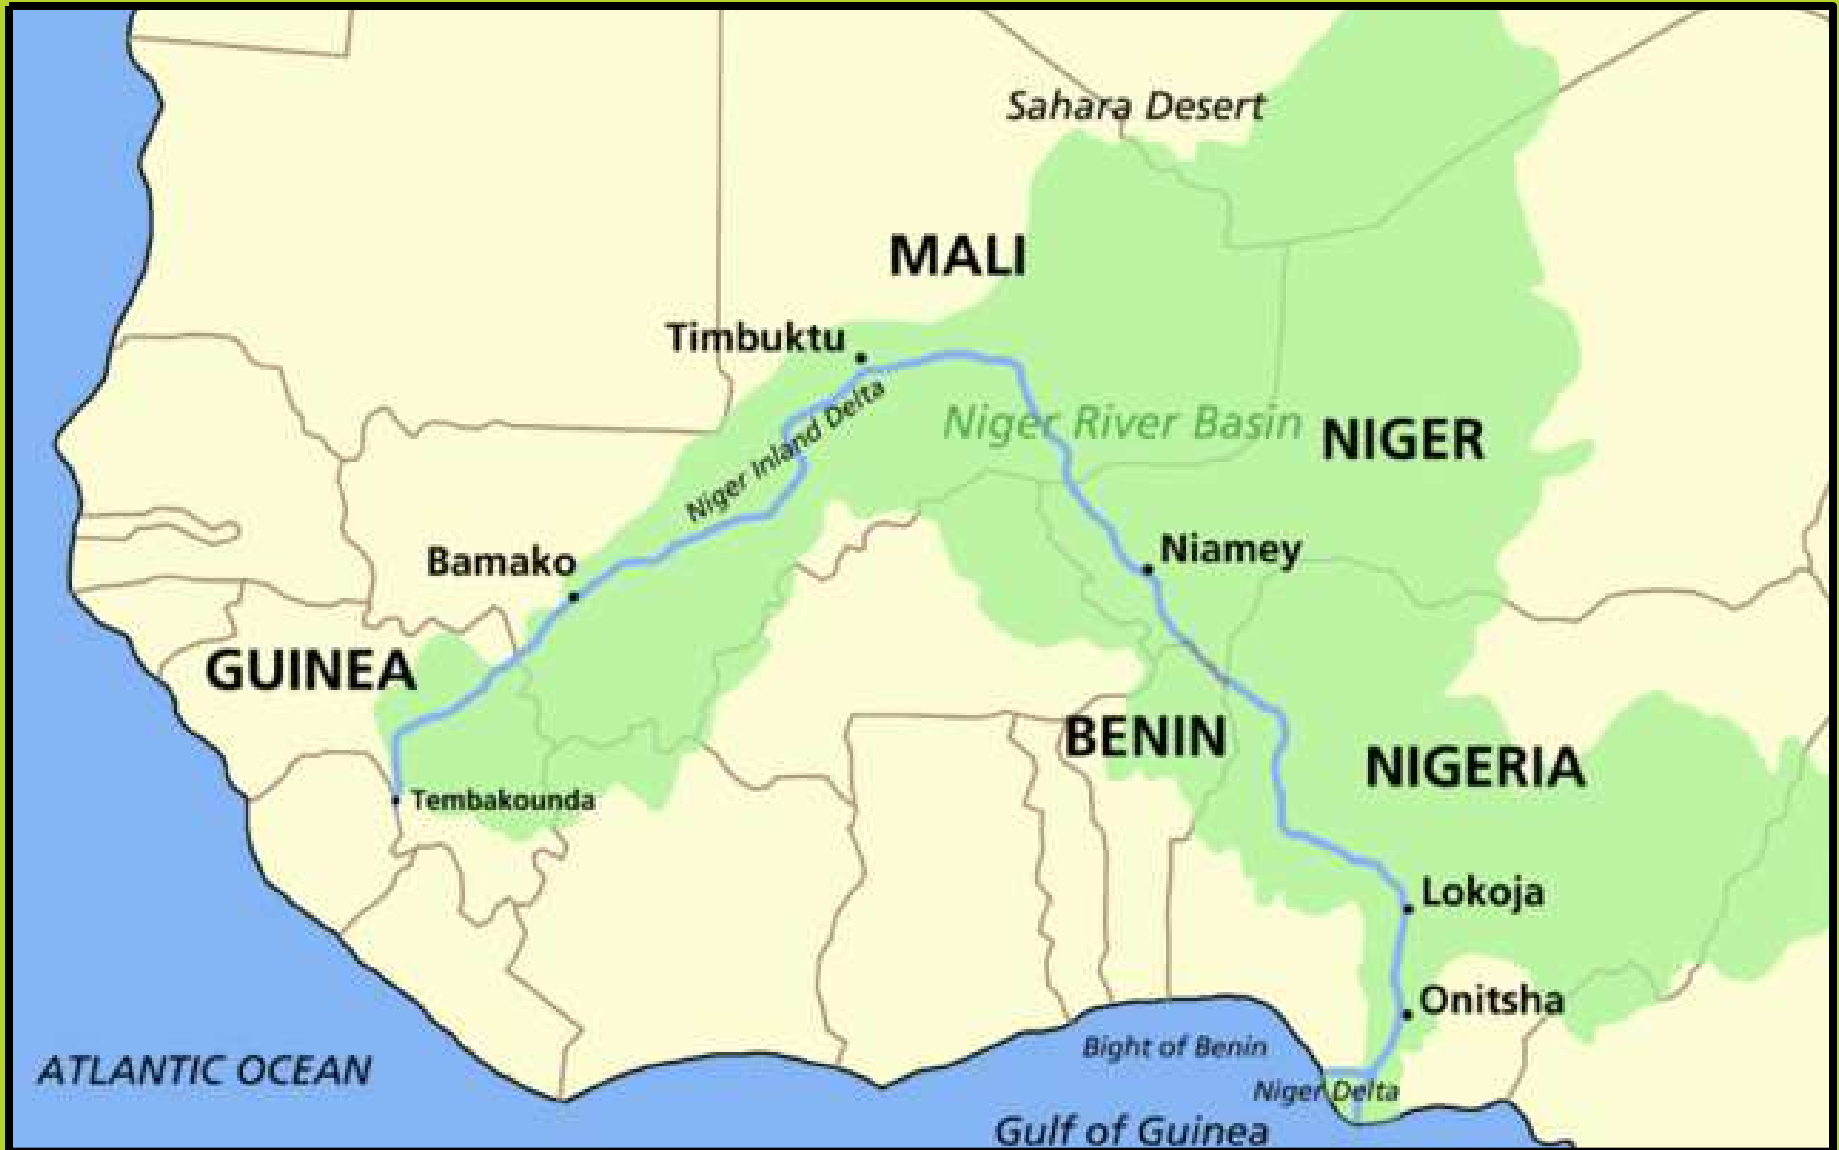 Sahara Desert
MALI
Timbuktu
Niger Inland Delta
Niger River Basin
NIGER
Niamey
Bamako
GUINEA
BENIN
NIGERIA
Tembakounda
Lokoja
Onitsha
Bight of Benin
ATLANTIC OCEAN
Niger Delta
Gulf of Guinea